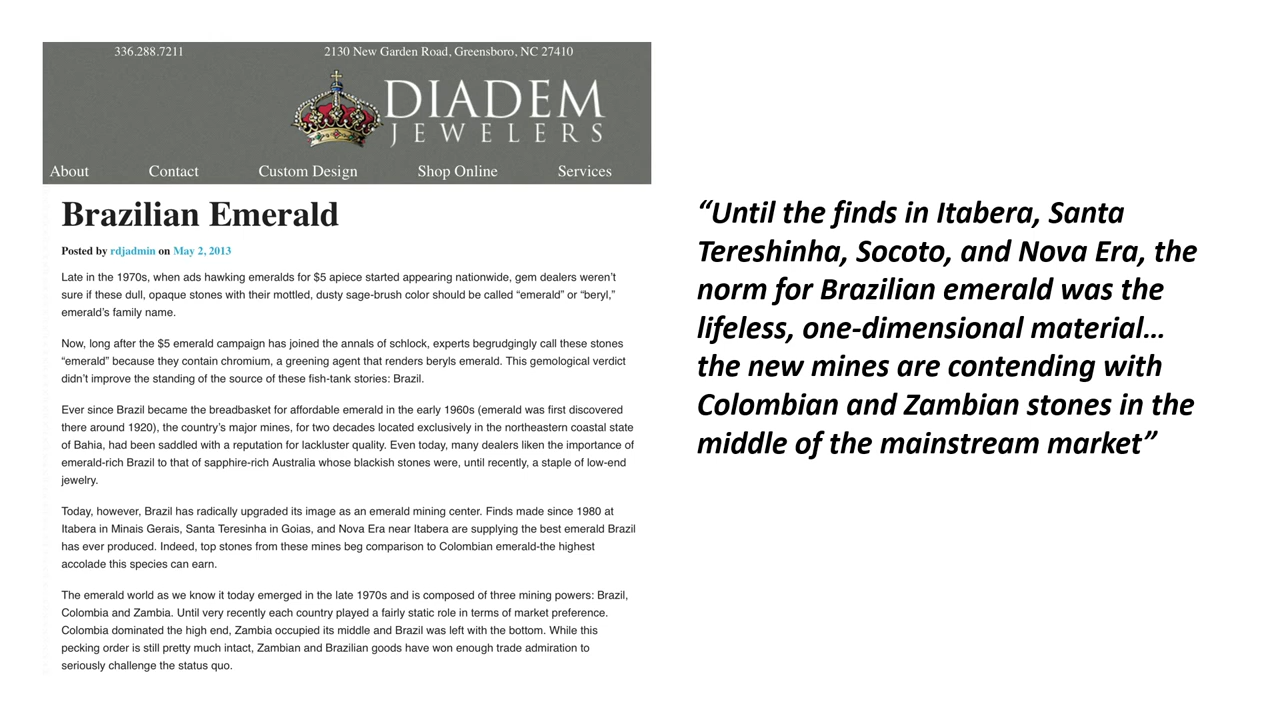 336.288.7211
2130 New Garden Road, Greensboro, NC 27410
DIADEM
JEWELERS
About Contact Custom Design Shop Online Services
Brazilian Emerald
Posted by rdjadmin on May 2, 2013
Late in the 1970s, when ads hawking emeralds for $5 apiece started appearing nationwide, gem dealers weren’t
sure if these dull, opaque stones with their mottled, dusty sage-brush color should be called “emerald” or “beryl,”
emerald’s family name.
Now, long after the $5 emerald campaign has joined the annals of schlock, experts begrudgingly call these stones
“emerald” because they contain chromium, a greening agent that renders beryls emerald. This gemological verdict
didn’t improve the standing of the source of these fish-tank stories: Brazil.
Ever since Brazil became the breadbasket for affordable emerald in the early 1960s (emerald was first discovered
there around 1920), the country’s major mines, for two decades located exclusively in the northeastern coastal state
of Bahia, had been saddled with a reputation for lackluster quality. Even today, many dealers liken the importance of
emerald-rich Brazil to that of sapphire-rich Australia whose blackish stones were, until recently, a staple of low-end
jewelry.
Today, however, Brazil has radically upgraded its image as an emerald mining center. Finds made since 1980 at
Itabera in Minais Gerais, Santa Teresinha in Goias, and Nova Era near Itabera are supplying the best emerald Brazil
has ever produced. Indeed, top stones from these mines beg comparison to Colombian emerald-the highest
accolade this species can earn.
The emerald world as we know it today emerged in the late 1970s and is composed of three mining powers: Brazil,
Colombia and Zambia. Until very recently each country played a fairly static role in terms of market preference.
Colombia dominated the high end, Zambia occupied its middle and Brazil was left with the bottom. While this
pecking order is still pretty much intact, Zambian and Brazilian goods have won enough trade admiration to
seriously challenge the status quo.
“Until the finds in Itabera, Santa
Tereshinha, Socoto, and Nova Era, the
norm for Brazilian emerald was the
lifeless, one-dimensional material…
the new mines are contending with
Colombian and Zambian stones in the
middle of the mainstream market”